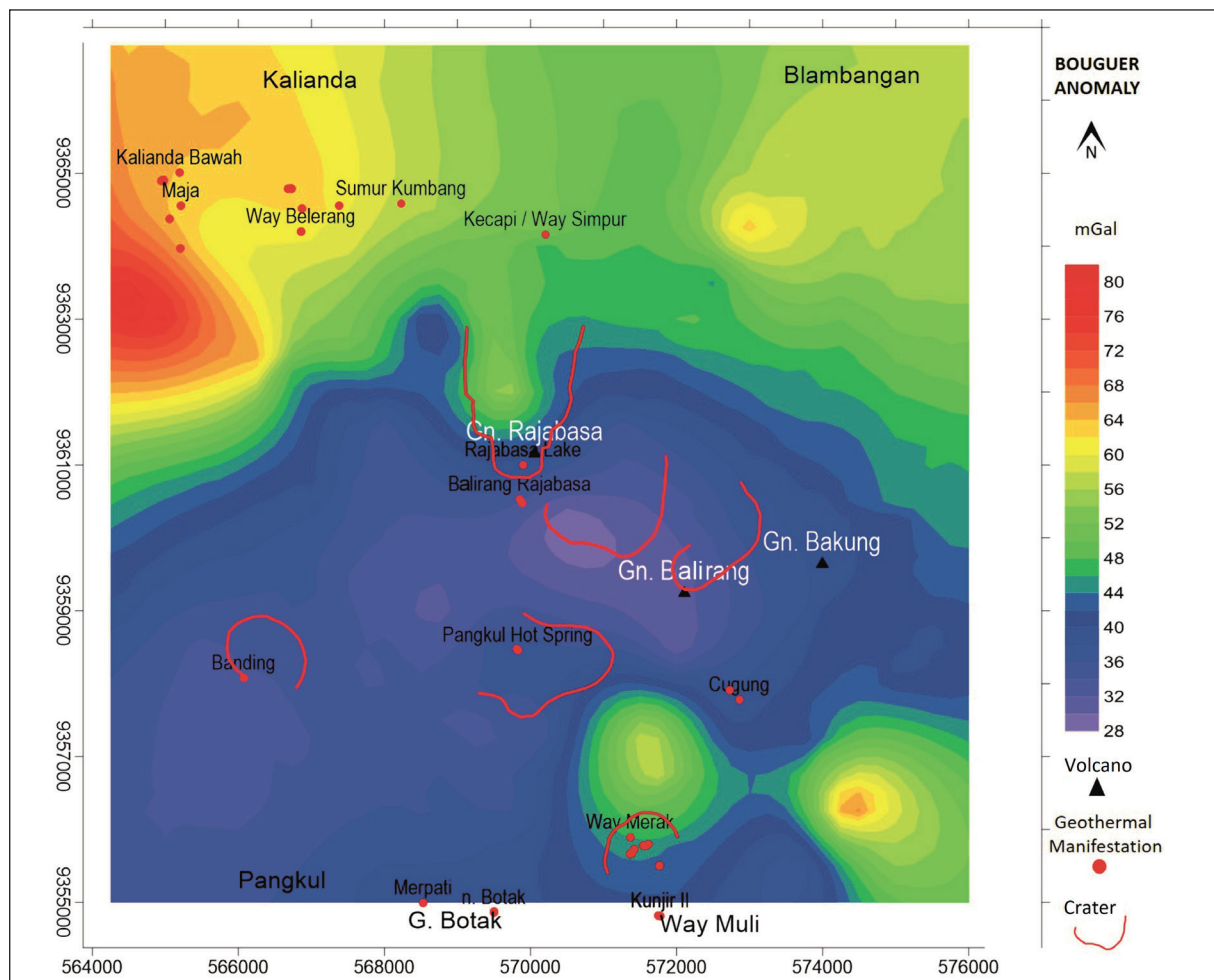 Kalianda
Blambangan
Kalianda Bawah
Maja
Way Belerang
Sumur Kumbang
Kecapi / Way Simpur
Gn. Rajabasa
Rajabasa Lake
Balirang Rajabasa
Gn. Bakung
Gn. Balirang
Pangkul Hot Spring
Banding
Cugung
Way Merak
Pangkul
Merpati
n. Botak
G. Botak
Kunjir II
Way Muli
9365000
9363000
9361000
9359000
9357000
9355000
564000
566000
568000
570000
572000
574000
576000
BOUGUER
ANOMALY
N
mGal
80
76
72
68
64
60
56
52
48
44
40
36
32
28
Volcano
Geothermal
Manifestation
Crater